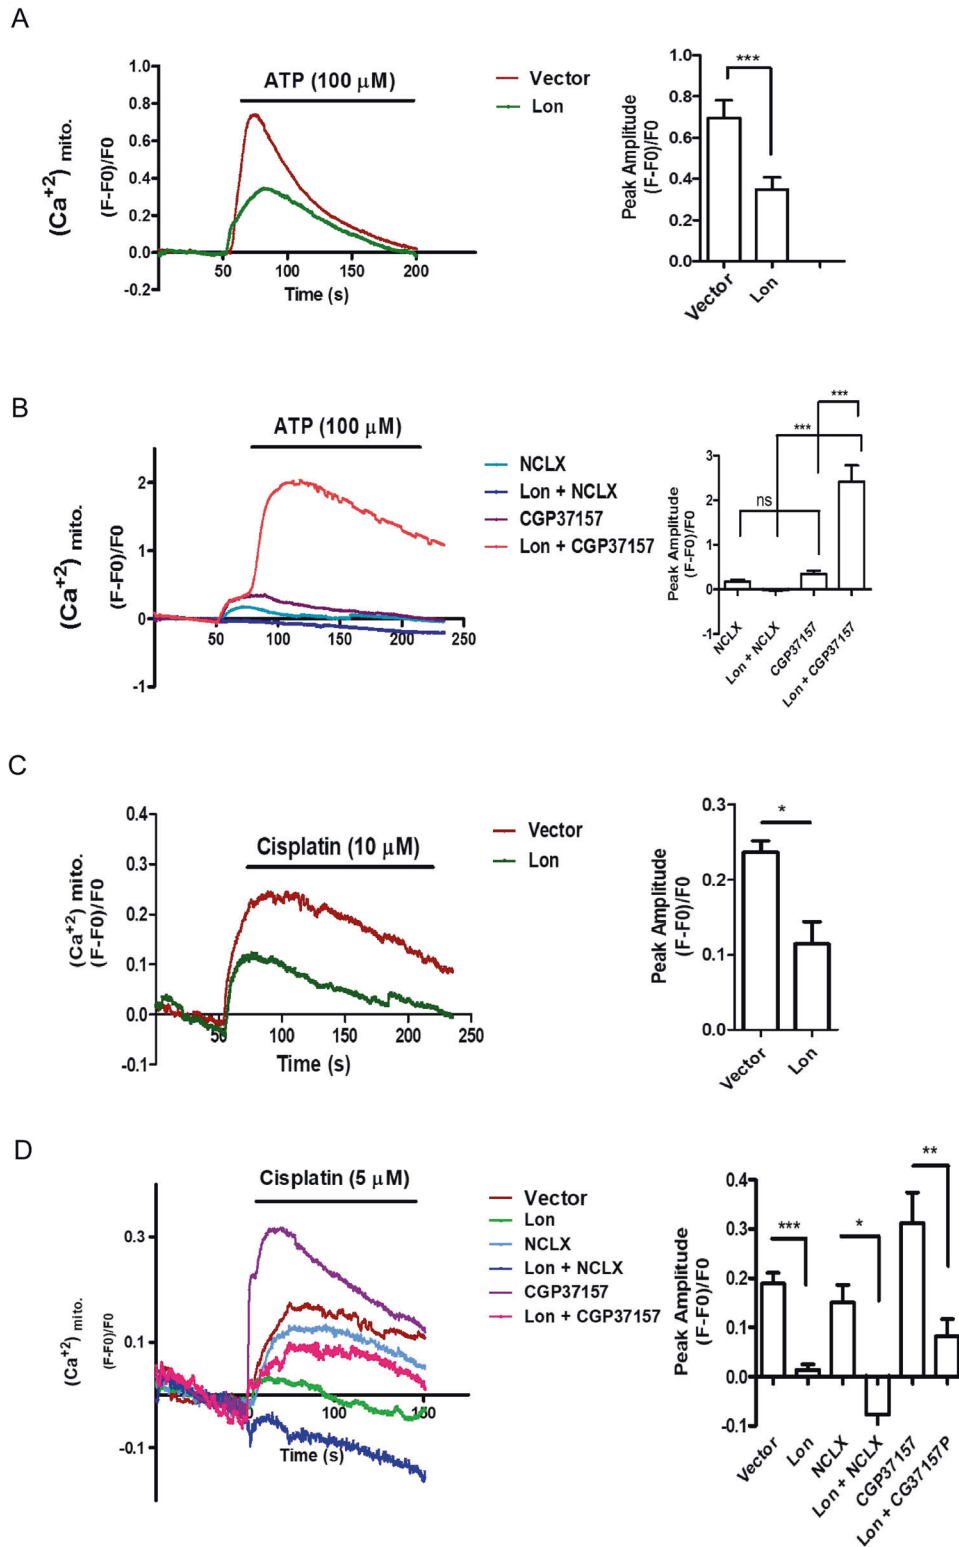 A
ATP (100 µM)
Vector
Lon
(Ca+2) mito.
(F-F0)/F0
1.0
0.8
0.6
0.4
0.2
0.0
-0.2
50
100
150
200
Time (s)
Peak Amplitude
(F-F0)/F0
1.0
0.8
0.6
0.4
0.2
0.0
***
Vector
Lon
B
ATP (100 µM)
NCLX
Lon + NCLX
CGP37157
Lon + CGP37157
(Ca+2) mito.
(F-F0)/F0
2
1
0
-1
50
100
150
200
250
Peak Amplitude
(F-F0)/F0
3
2
1
0
-1
ns
***
***
NCLX
Lon + NCLX
CGP37157
Lon + CGP37157
C
Cisplatin (10 µM)
Vector
Lon
(Ca+2) mito.
(F-F0)/F0
0.4
0.3
0.2
0.1
0.0
-0.1
50
100
150
200
250
Time (s)
Peak Amplitude
(F-F0)/F0
0.3
0.2
0.1
0.0
*
Vector
Lon
D
Cisplatin (5 µM)
Vector
Lon
NCLX
Lon + NCLX
CGP37157
Lon + CGP37157
(Ca+2) mito.
(F-F0)/F0
0.3
0.1
-0.1
100
150
Time (s)
Peak Amplitude
(F-F0)/F0
0.4
0.3
0.2
0.1
0.0
-0.1
***
*
**
Vector
Lon
NCLX
Lon + NCLX
CGP37157
Lon + CG37157P